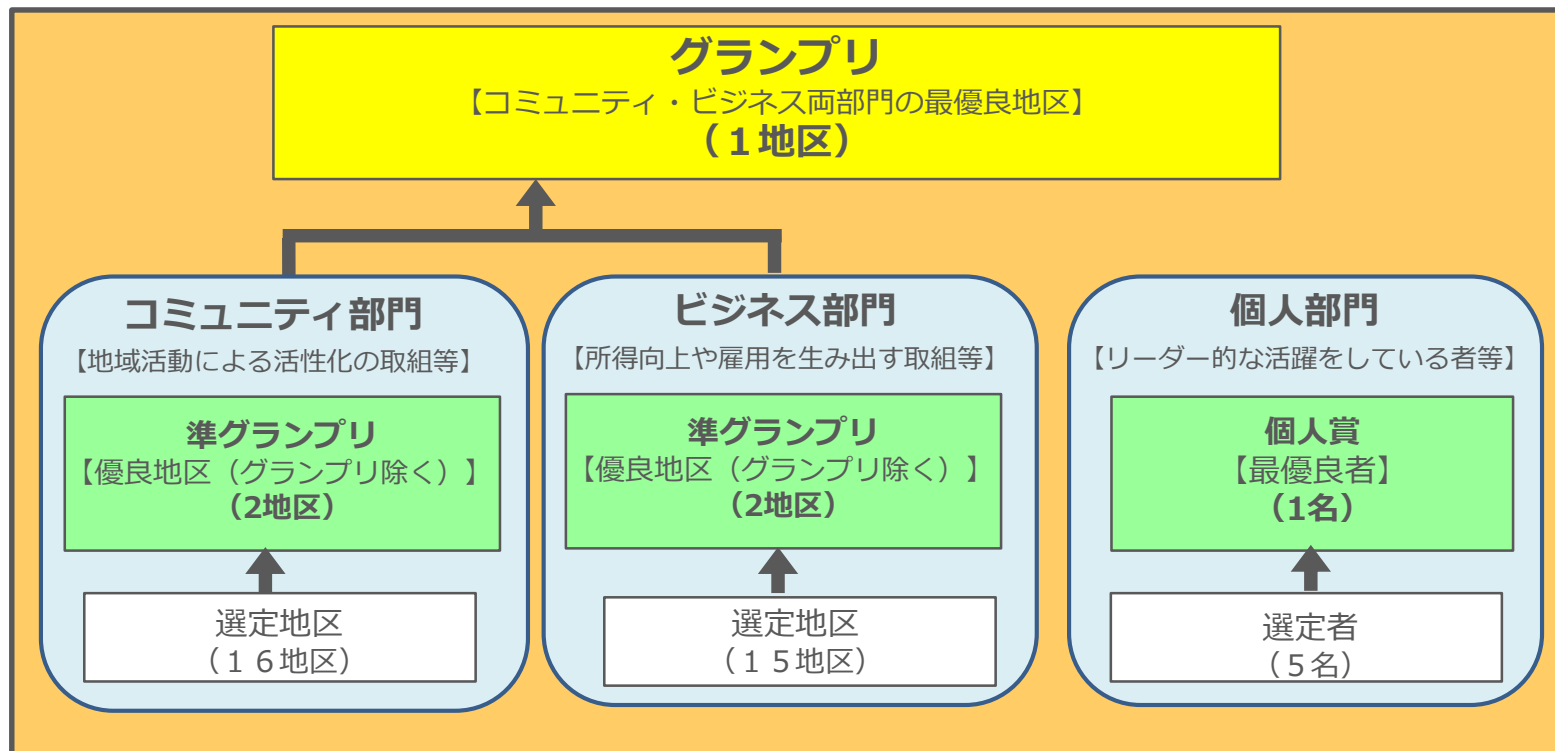 グランプリ
【コミュニティ・ビジネス両部門の最優良地区】
（１地区）
コミュニティ部門
【地域活動による活性化の取組等】
準グランプリ
【優良地区（グランプリ除く）】
（2地区）
選定地区
（１６地区）
ビジネス部門
【所得向上や雇用を生み出す取組等】
準グランプリ
【優良地区（グランプリ除く）】
（2地区）
選定地区
（１５地区）
個人部門
【リーダー的な活躍をしている者等】
個人賞
【最優良者】
（1名）
選定者
（５名）